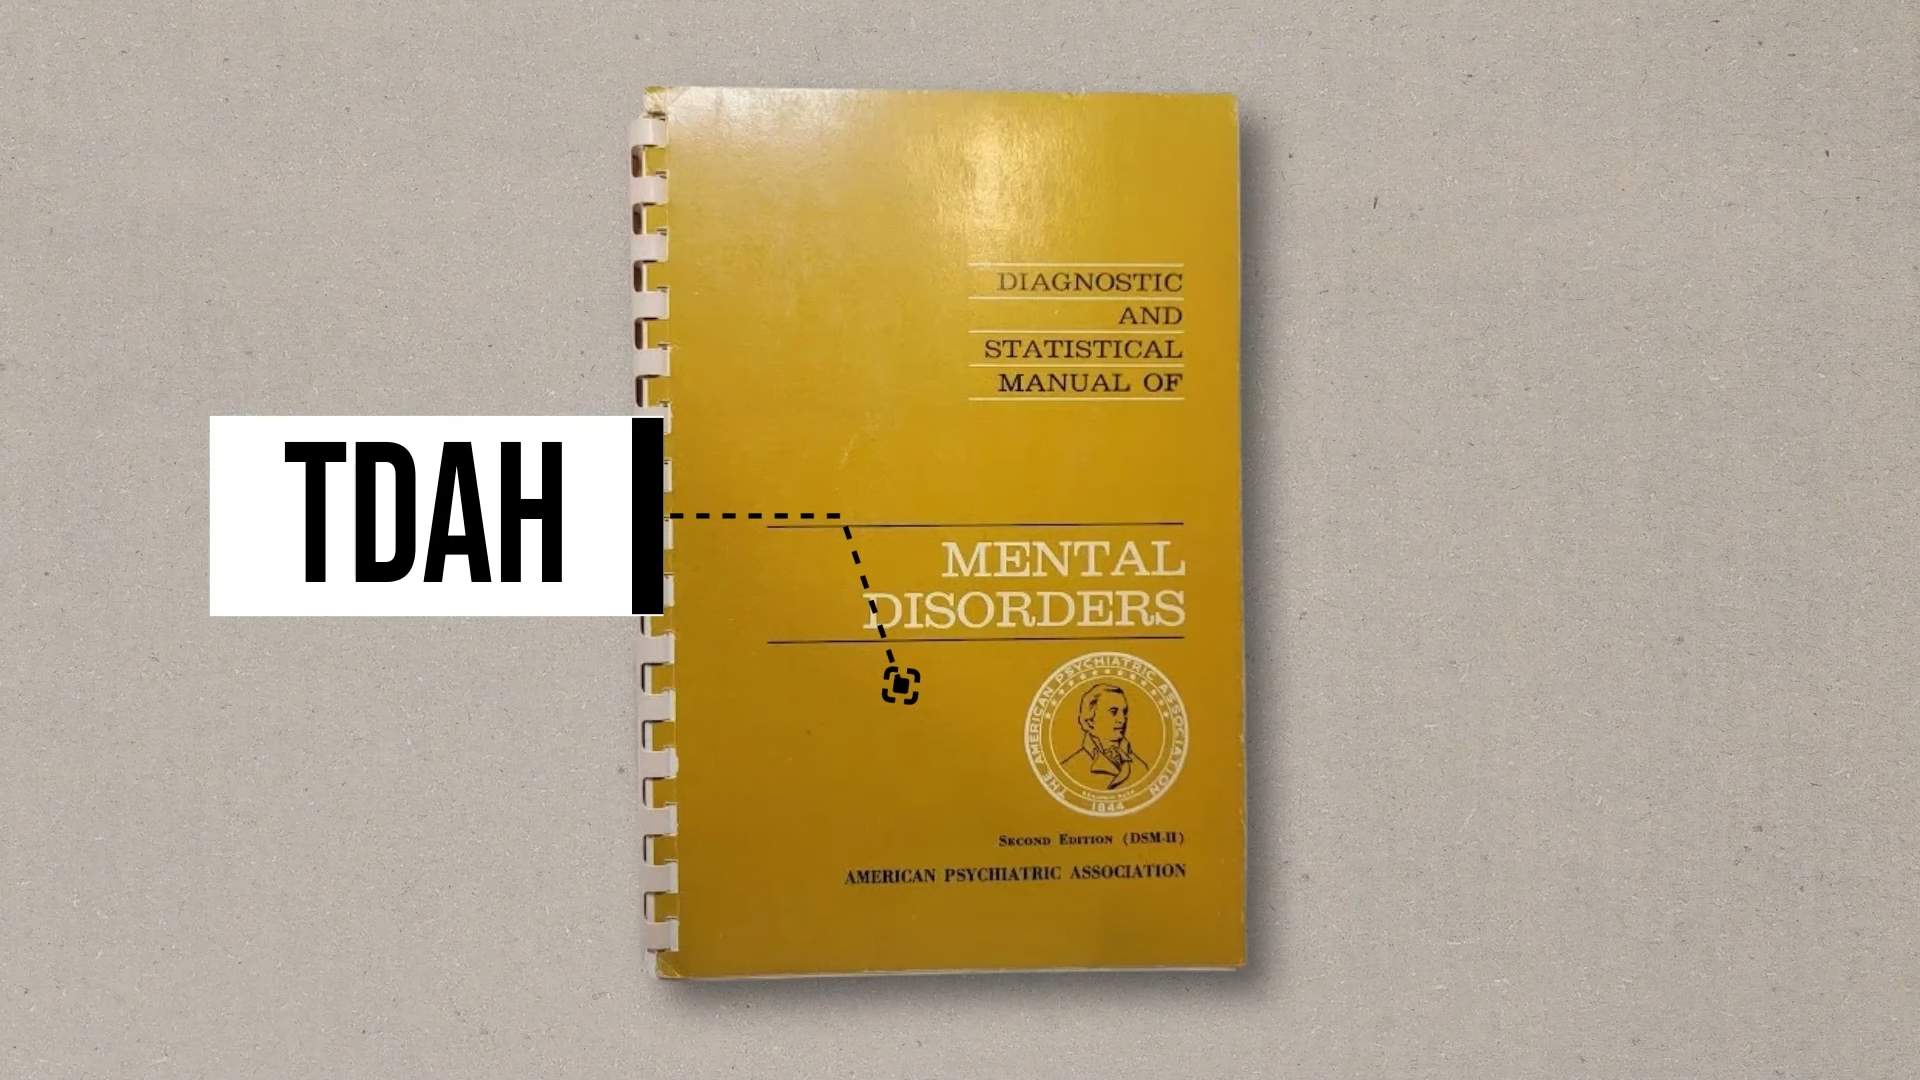 DIAGNOSTIC
AND
STATISTICAL
MANUAL OF
TDAH
MENTAL
DISORDERS
THE AMERICAN PSYCHIATRIC ASSOCIATION
1844
SECOND EDITION (DSM-II)
AMERICAN PSYCHIATRIC ASSOCIATION